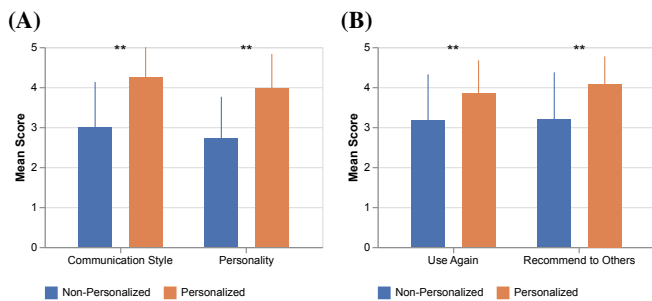 (A)
** **
5
4
3
2
1
0
Mean Score
Communication Style Personality
Non-Personalized Personalized
(B)
** **
5
4
3
2
1
0
Mean Score
Use Again Recommend to Others
Non-Personalized Personalized